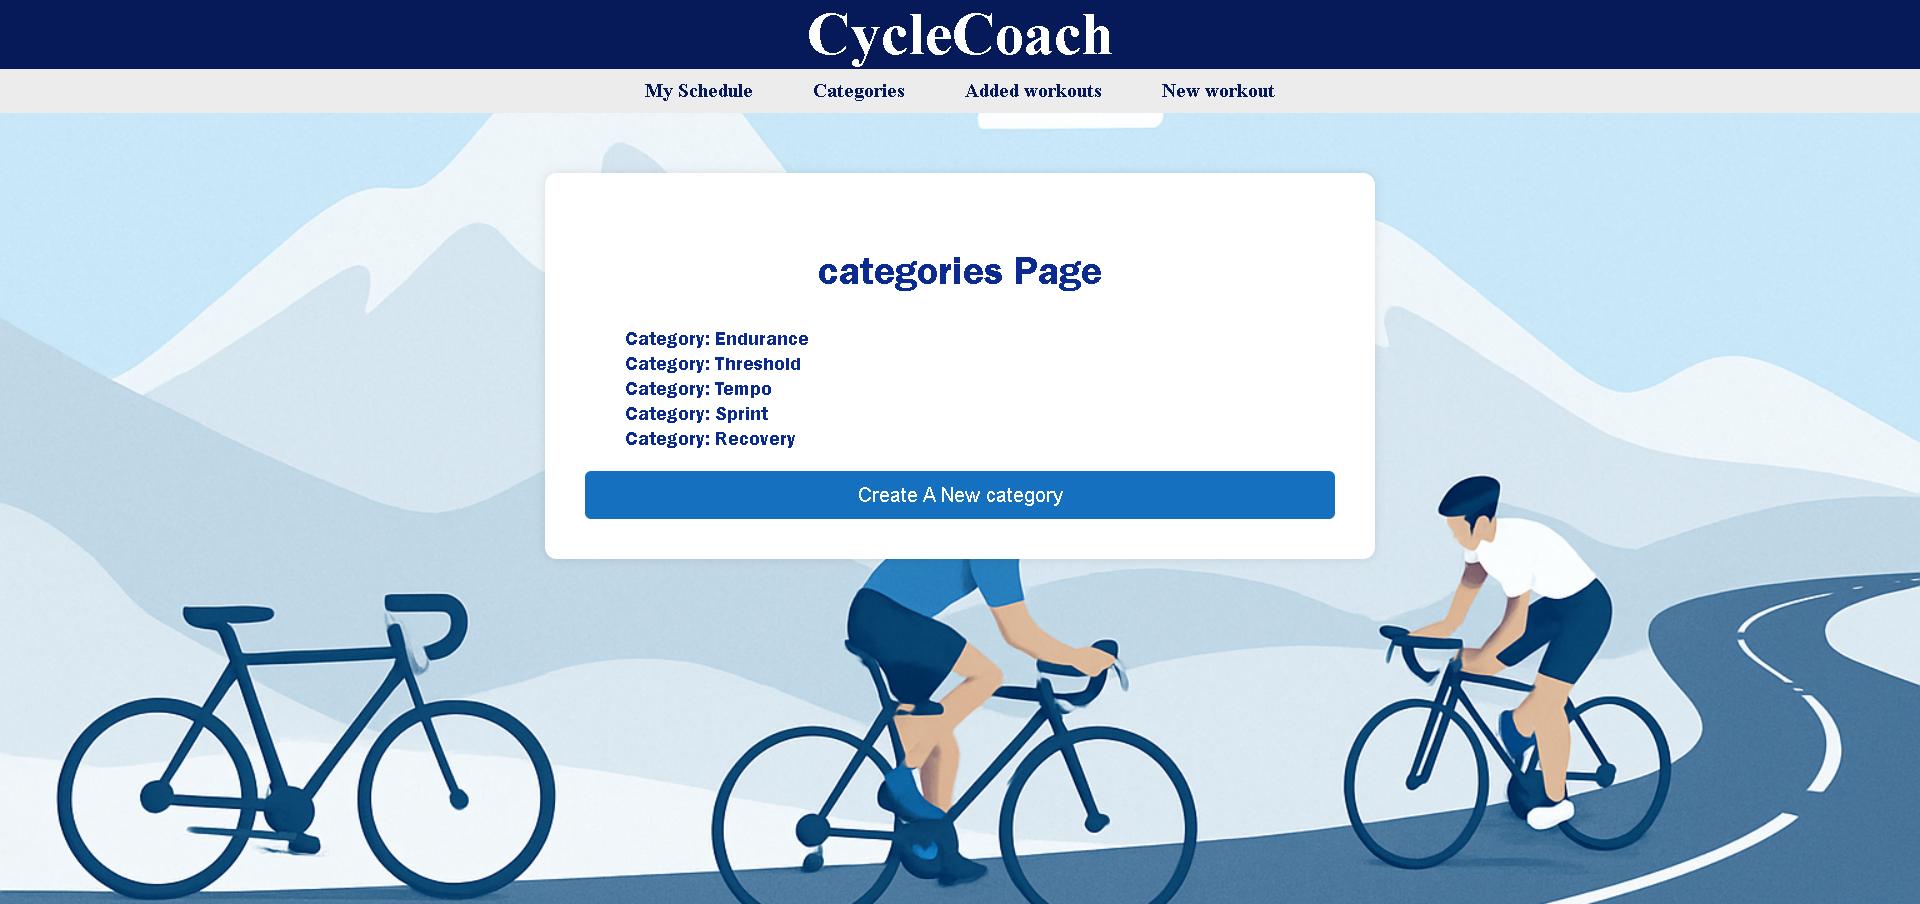 CycleCoach
My Schedule Categories Added workouts New workout
categories Page
Category: Endurance
Category: Threshold
Category: Tempo
Category: Sprint
Category: Recovery
Create A New category